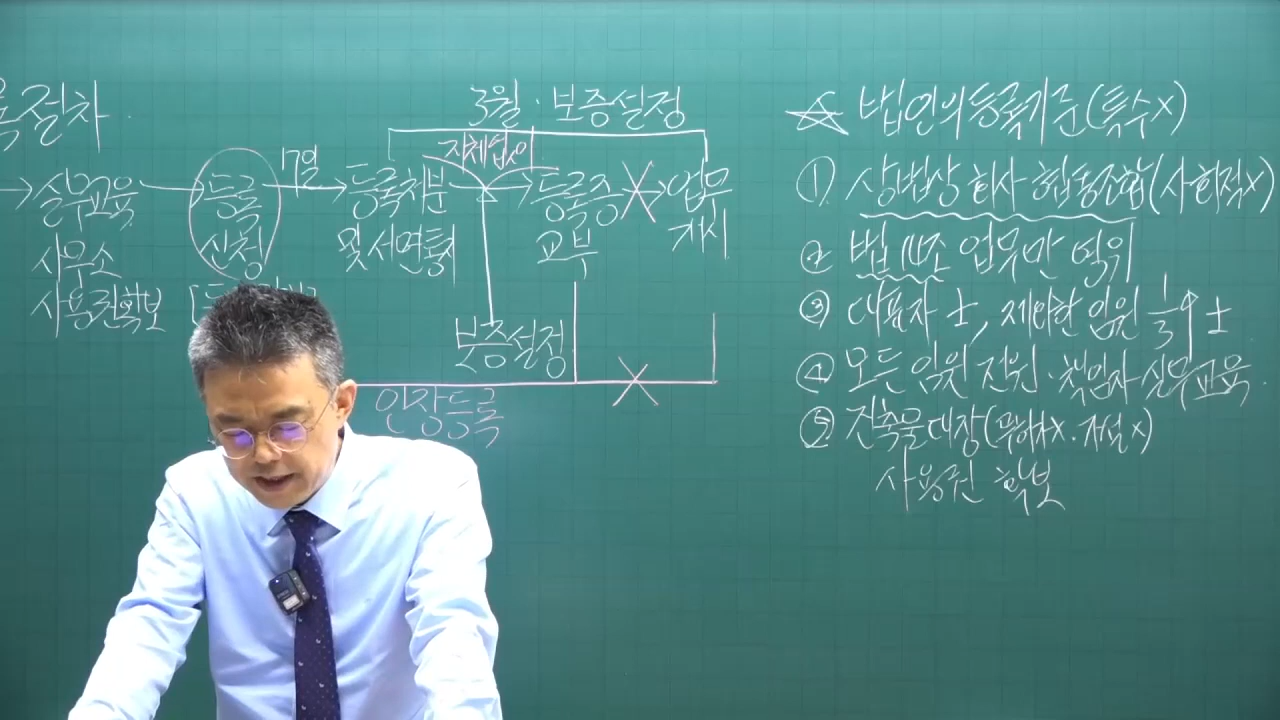 록절차
3월·보증설정
지체없이
→ 실무교육 → 등록신청 7일 → 등록처분 및 서면통지 → 등록증교부 → 업무개시
사무소
사용권확보
보증설정
인장등록
☆ 법인의 등록기준(특수X)
① 상법상 회사 협동조합(사회적X)
② 법 14조 업무만 영위
③ 대표자 ±, 제외한 임원 1/3↑ ±
④ 모든 임원 전원·책임자 실무교육.
⑤ 건축물대장(무허가X·가설X)
사용권 확보